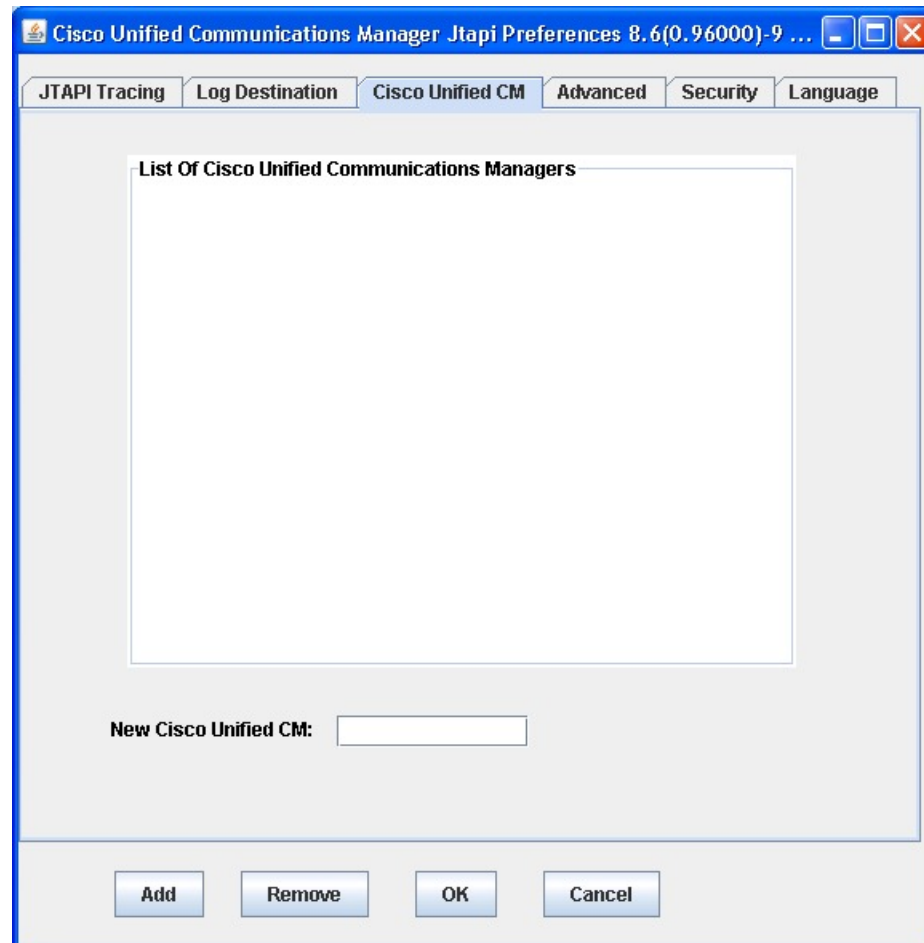 Cisco Unified Communications Manager Jtapi Preferences 8.6(0.96000)-9 ...
JTAPI Tracing Log Destination Cisco Unified CM Advanced Security Language
List Of Cisco Unified Communications Managers
New Cisco Unified CM:
Add Remove OK Cancel